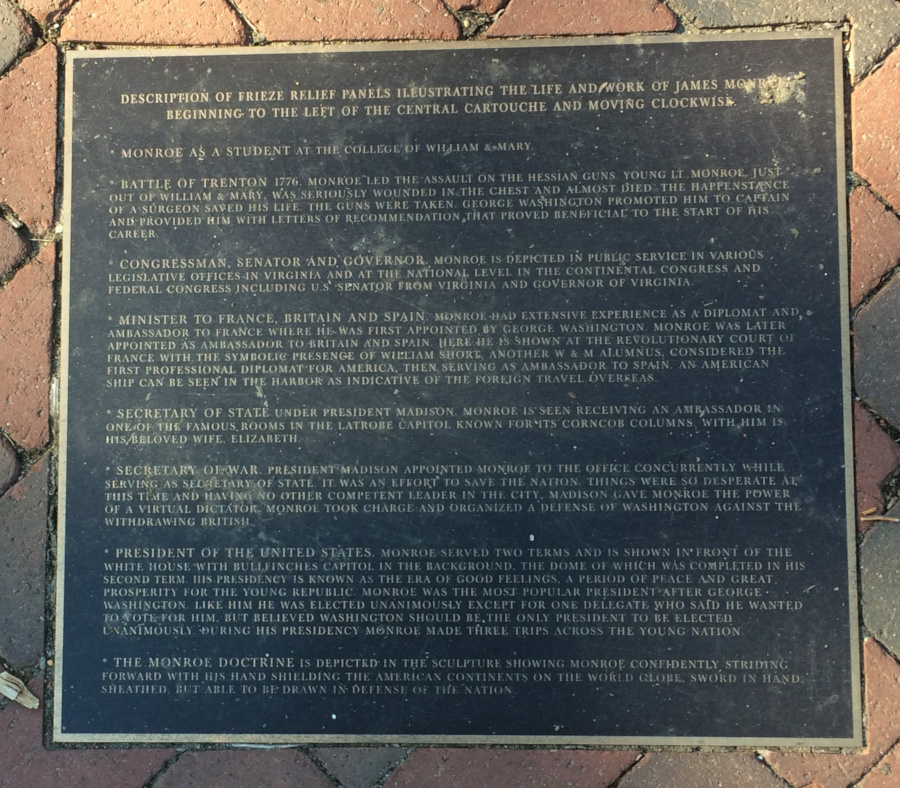 DESCRIPTION OF FRIEZE RELIEF PANELS ILLUSTRATING THE LIFE AND WORK OF JAMES MONROE
BEGINNING TO THE LEFT OF THE CENTRAL CARTOUCHE AND MOVING CLOCKWISE.
* MONROE AS A STUDENT AT THE COLLEGE OF WILLIAM & MARY.
* BATTLE OF TRENTON 1776. MONROE LED THE ASSAULT ON THE HESSIAN GUNS. YOUNG LT. MONROE, JUST
OUT OF WILLIAM & MARY, WAS SERIOUSLY WOUNDED IN THE CHEST AND ALMOST DIED. THE HAPPENSTANCE
OF A SURGEON SAVED HIS LIFE. THE GUNS WERE TAKEN. GEORGE WASHINGTON PROMOTED HIM TO CAPTAIN
AND PROVIDED HIM WITH LETTERS OF RECOMMENDATION THAT PROVED BENEFICIAL TO THE START OF HIS
CAREER.
* CONGRESSMAN, SENATOR AND GOVERNOR. MONROE IS DEPICTED IN PUBLIC SERVICE IN VARIOUS
LEGISLATIVE OFFICES IN VIRGINIA AND AT THE NATIONAL LEVEL IN THE CONTINENTAL CONGRESS AND
FEDERAL CONGRESS INCLUDING U.S. SENATOR FROM VIRGINIA AND GOVERNOR OF VIRGINIA.
* MINISTER TO FRANCE, BRITAIN AND SPAIN. MONROE HAD EXTENSIVE EXPERIENCE AS A DIPLOMAT AND
AMBASSADOR TO FRANCE WHERE HE WAS FIRST APPOINTED BY GEORGE WASHINGTON. MONROE WAS LATER
APPOINTED AS AMBASSADOR TO BRITAIN AND SPAIN. HERE HE IS SHOWN AT THE REVOLUTIONARY COURT OF
FRANCE WITH THE SYMBOLIC PRESENCE OF WILLIAM SHORT, ANOTHER W & M ALUMNUS, CONSIDERED THE
FIRST PROFESSIONAL DIPLOMAT FOR AMERICA, THEN SERVING AS AMBASSADOR TO SPAIN. AN AMERICAN
SHIP CAN BE SEEN IN THE HARBOR AS INDICATIVE OF THE FOREIGN TRAVEL OVERSEAS.
* SECRETARY OF STATE UNDER PRESIDENT MADISON. MONROE IS SEEN RECEIVING AN AMBASSADOR IN
ONE OF THE FAMOUS ROOMS IN THE LATROBE CAPITOL KNOWN FOR ITS CORNCOB COLUMNS. WITH HIM IS
HIS BELOVED WIFE, ELIZABETH.
* SECRETARY OF WAR. PRESIDENT MADISON APPOINTED MONROE TO THE OFFICE CONCURRENTLY WHILE
SERVING AS SECRETARY OF STATE. IT WAS AN EFFORT TO SAVE THE NATION. THINGS WERE SO DESPERATE AT
THIS TIME AND HAVING NO OTHER COMPETENT LEADER IN THE CITY, MADISON GAVE MONROE THE POWER
OF A VIRTUAL DICTATOR. MONROE TOOK CHARGE AND ORGANIZED A DEFENSE OF WASHINGTON AGAINST THE
WITHDRAWING BRITISH.
* PRESIDENT OF THE UNITED STATES. MONROE SERVED TWO TERMS AND IS SHOWN IN FRONT OF THE
WHITE HOUSE WITH BULLFINCHES CAPITOL IN THE BACKGROUND, THE DOME OF WHICH WAS COMPLETED IN HIS
SECOND TERM. HIS PRESIDENCY IS KNOWN AS THE ERA OF GOOD FEELINGS, A PERIOD OF PEACE AND GREAT
PROSPERITY FOR THE YOUNG REPUBLIC. MONROE WAS THE MOST POPULAR PRESIDENT AFTER GEORGE
WASHINGTON. LIKE HIM HE WAS ELECTED UNANIMOUSLY EXCEPT FOR ONE DELEGATE WHO SAID HE WANTED
TO VOTE FOR HIM, BUT BELIEVED WASHINGTON SHOULD BE THE ONLY PRESIDENT TO BE ELECTED
UNANIMOUSLY. DURING HIS PRESIDENCY MONROE MADE THREE TRIPS ACROSS THE YOUNG NATION.
* THE MONROE DOCTRINE IS DEPICTED IN THE SCULPTURE SHOWING MONROE CONFIDENTLY STRIDING
FORWARD WITH HIS HAND SHIELDING THE AMERICAN CONTINENTS ON THE WORLD GLOBE, SWORD IN HAND,
SHEATHED, BUT ABLE TO BE DRAWN IN DEFENSE OF THE NATION.